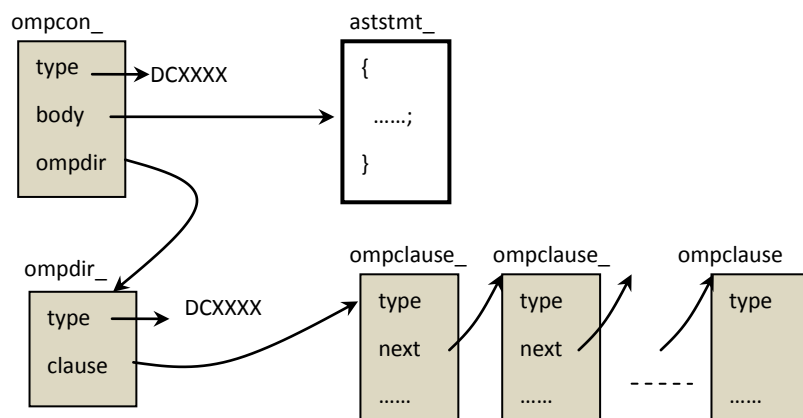 ompcon_
aststmt_
type
DCXXXX
body
ompdir
{
……;
}
ompdir_
type
DCXXXX
clause
ompclause_
ompclause_
ompclause
type
next
……
type
next
……
type
……